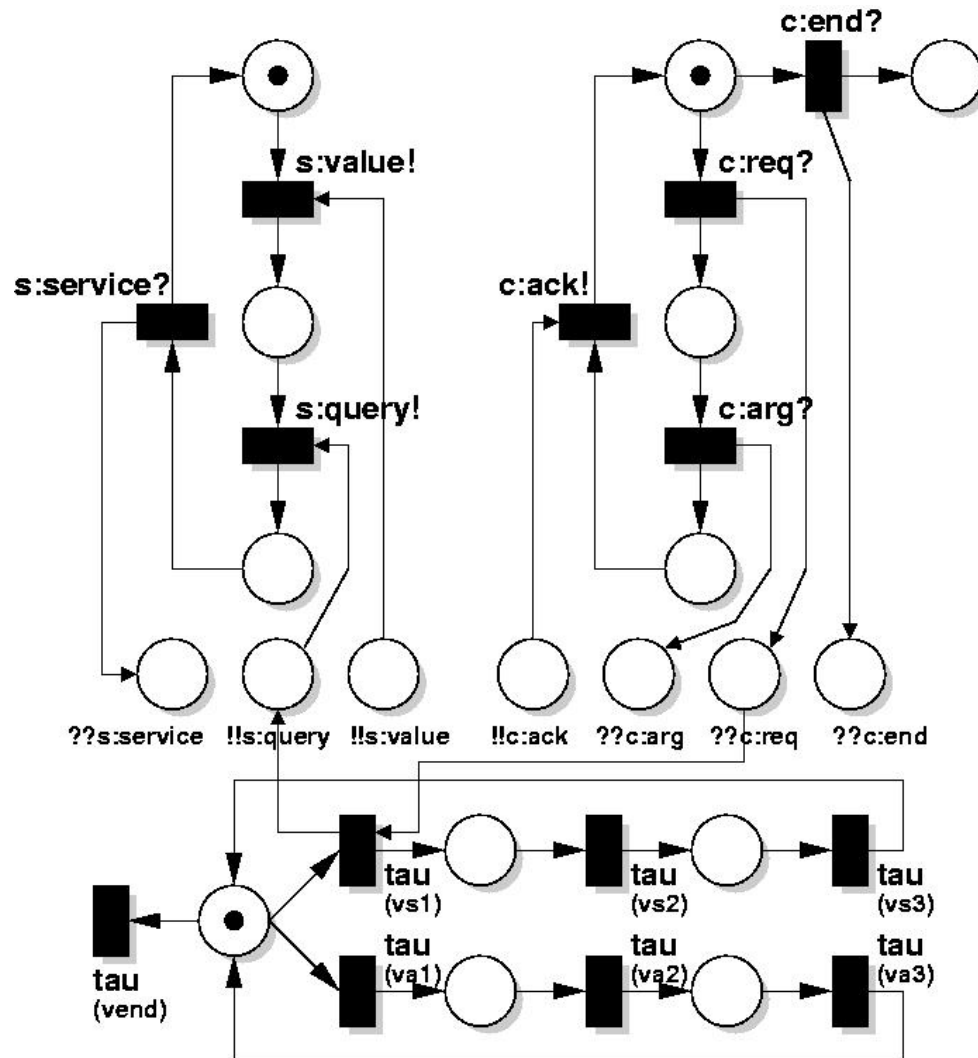 c:end?
s:value!
c:req?
s:service?
c:ack!
s:query!
c:arg?
??s:service
!!s:query
!!s:value
!!c:ack
??c:arg
??c:req
??c:end
tau
(vs1)
tau
(vs2)
tau
(vs3)
tau
(vend)
tau
(va1)
tau
(va2)
tau
(va3)